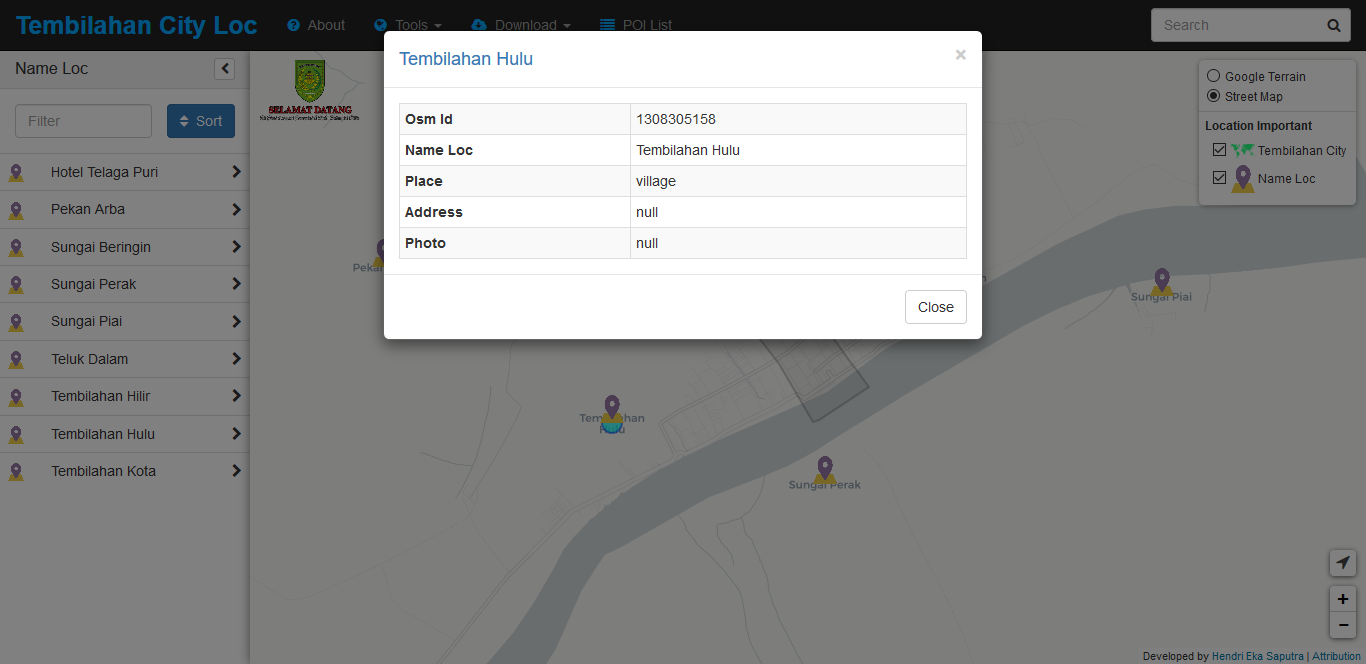 Tembilahan City Loc
About
Tools
Download
POI List
Search
Name Loc
Filter
Sort
Hotel Telaga Puri
Pekan Arba
Sungai Beringin
Sungai Perak
Sungai Piai
Teluk Dalam
Tembilahan Hilir
Tembilahan Hulu
Tembilahan Kota
SELAMAT DATANG
Tembilahan Hulu
×
Osm Id 1308305158
Name Loc Tembilahan Hulu
Place village
Address null
Photo null
Close
Google Terrain
Street Map
Location Important
Tembilahan City
Name Loc
Sungai Piai
Hulu
Sungai Perak
+
−
Developed by Hendri Eka Saputra | Attribution